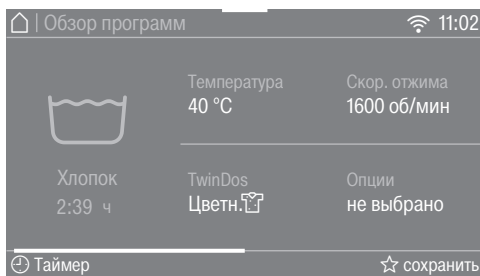 | Обзор программ
11:02
Температура
40 °C
Скор. отжима
1600 об/мин
Хлопок
2:39 ч
TwinDos
Цветн.
Опции
не выбрано
Таймер
сохранить